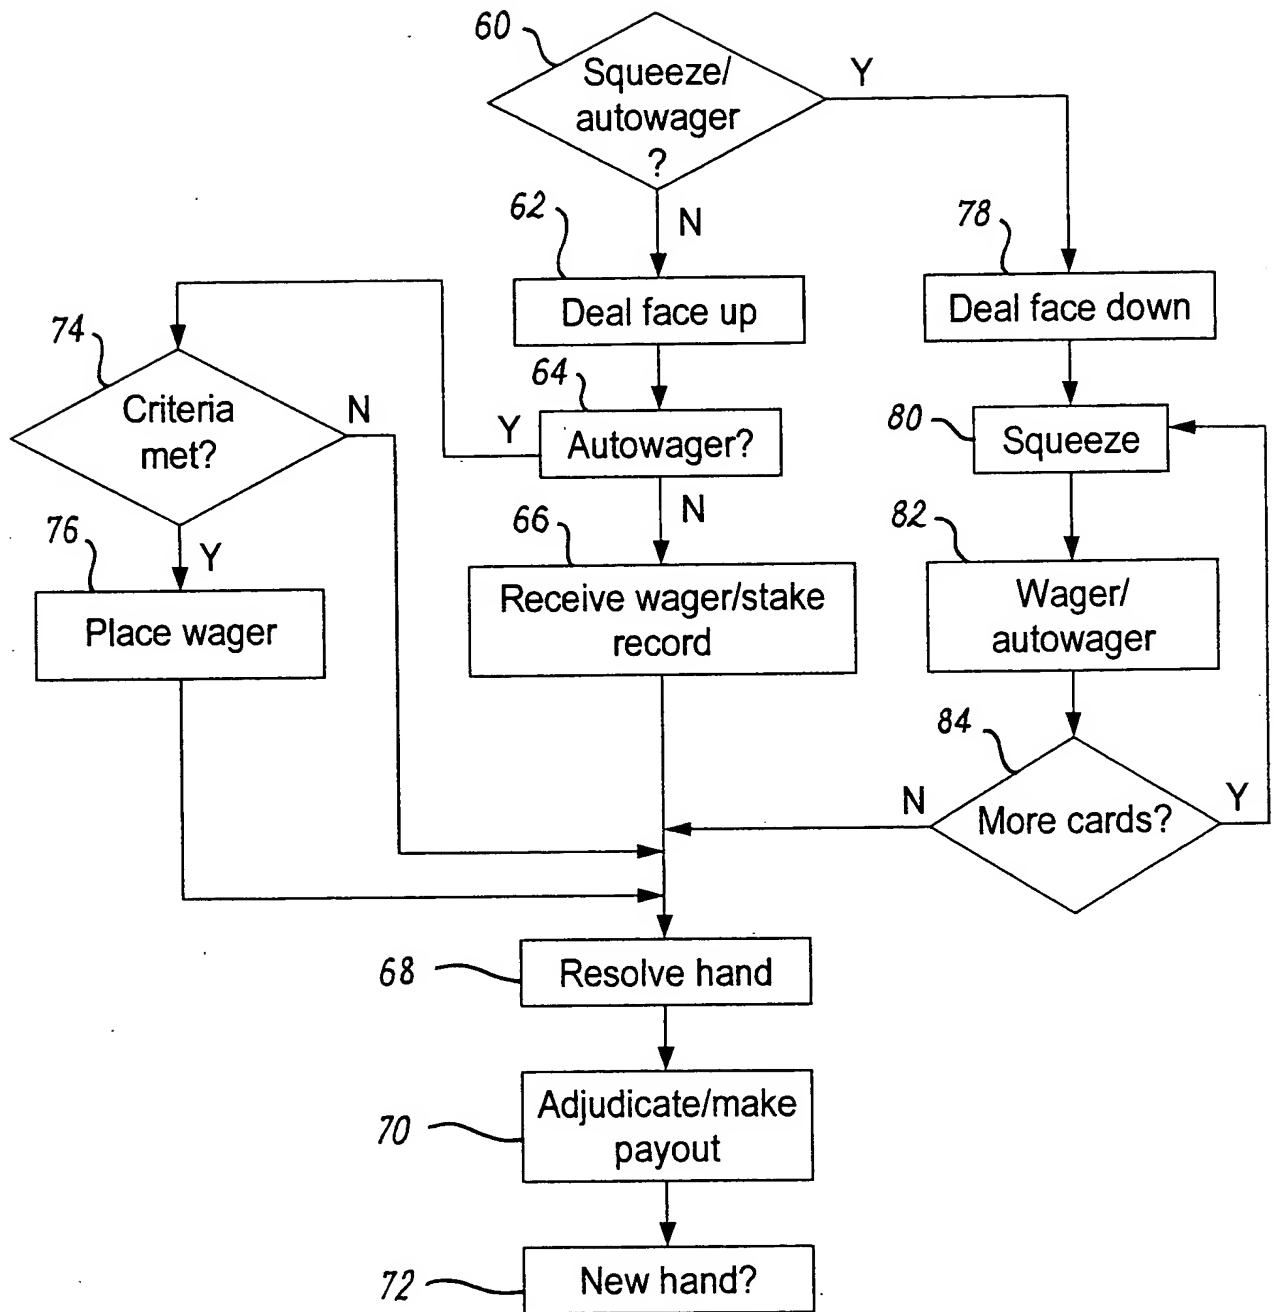 60
Squeeze/
autowager
?
Y
N
62
Deal face up
78
Deal face down
74
Criteria
met?
N
Y
64
Autowager?
Y
N
80
Squeeze
76
Place wager
66
Receive wager/stake
record
82
Wager/
autowager
84
More cards?
N
Y
68
Resolve hand
70
Adjudicate/make
payout
72
New hand?